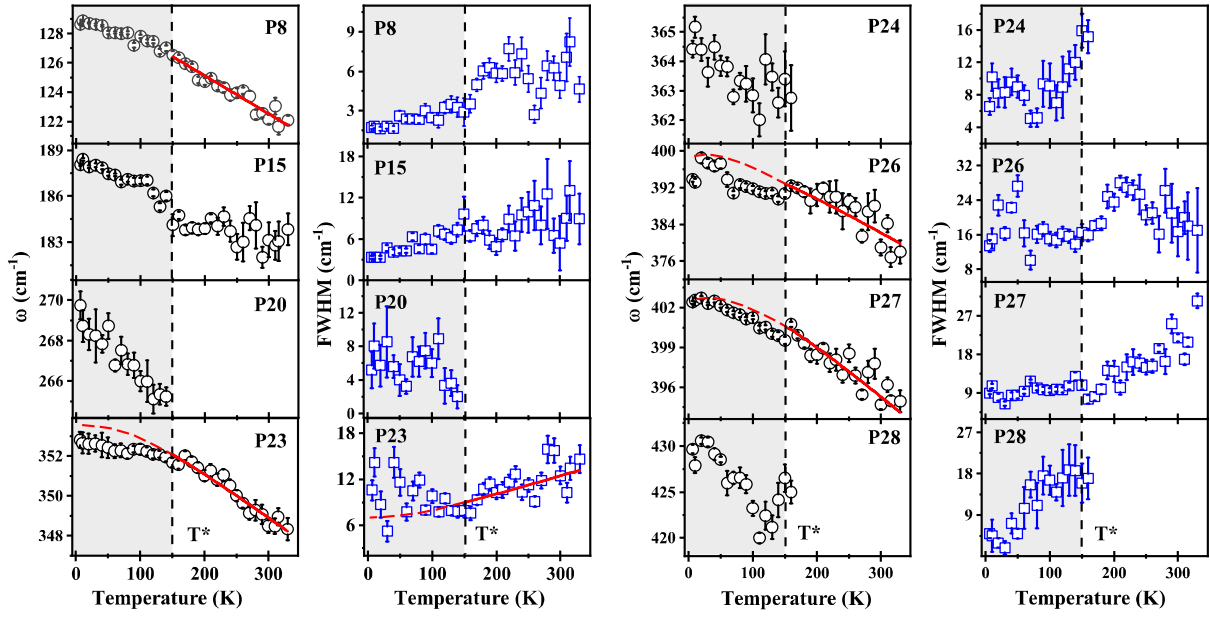 P8
128
126
124
122
P15
189
186
183
P20
270
268
266
P23
352
350
348
T*
0 100 200 300
Temperature (K)
ω (cm⁻¹)
P8
9
6
3
P15
18
12
6
0
P20
12
8
4
0
P23
18
12
6
T*
0 100 200 300
Temperature (K)
FWHM (cm⁻¹)
P24
365
364
363
362
P26
400
392
384
376
P27
402
399
396
P28
430
425
420
T*
0 100 200 300
Temperature (K)
ω (cm⁻¹)
P24
16
12
8
4
P26
32
24
16
8
P27
27
18
9
P28
27
18
9
T*
0 100 200 300
Temperature (K)
FWHM (cm⁻¹)